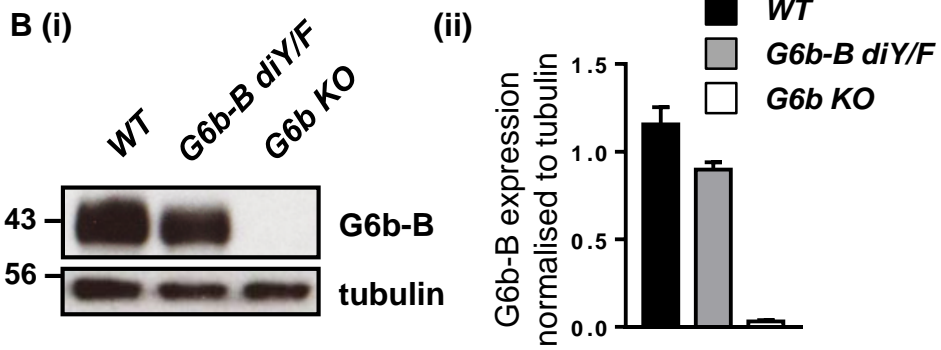 B (i)
WT
G6b-B diY/F
G6b KO
43
G6b-B
56
tubulin
(ii)
WT
G6b-B diY/F
G6b KO
G6b-B expression
normalised to tubulin
1.5
1.0
0.5
0.0